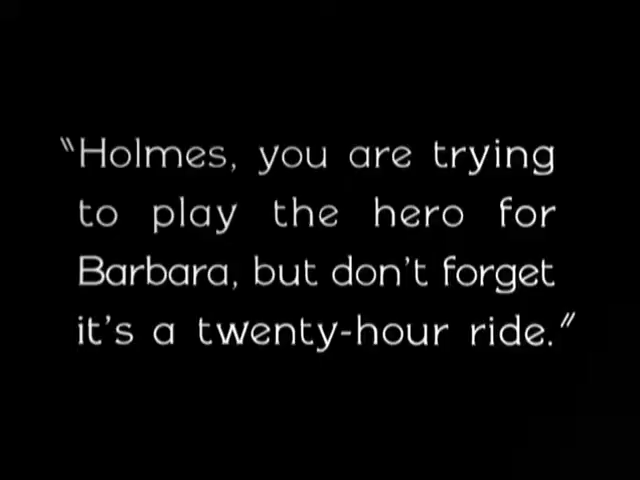 "Holmes, you are trying
to play the hero for
Barbara, but don't forget
it's a twenty-hour ride."